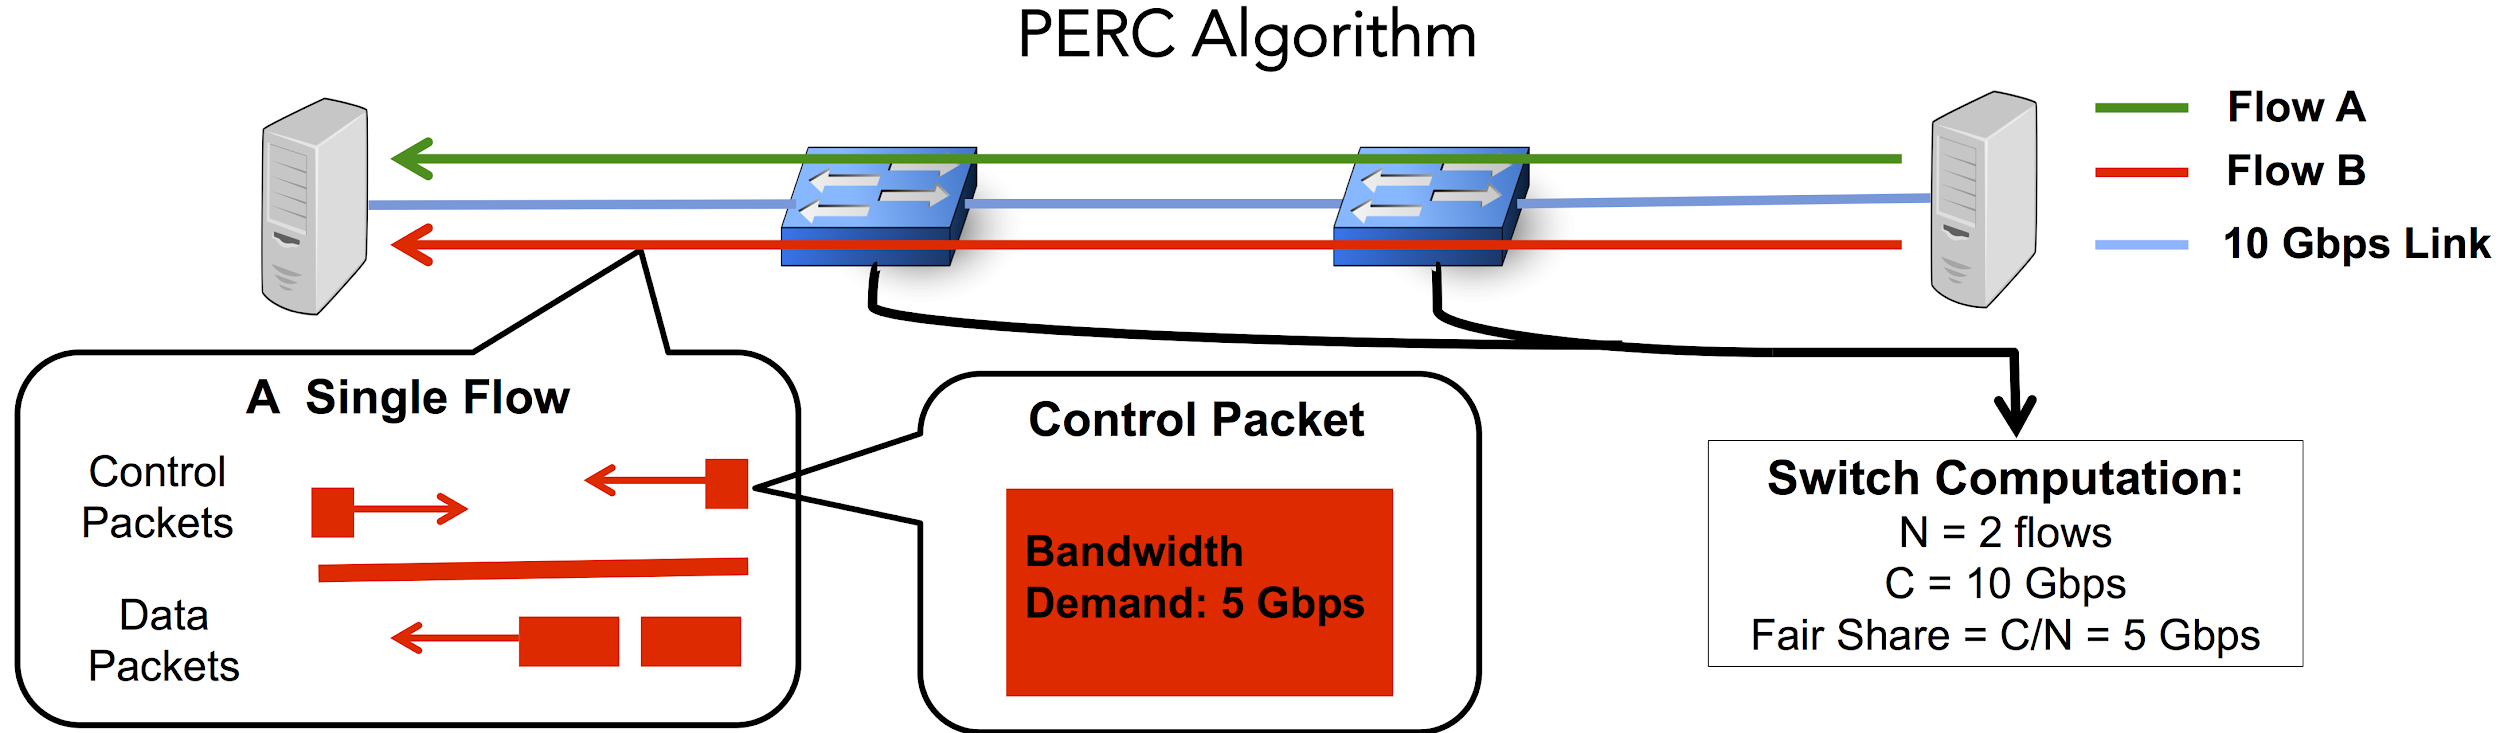 PERC Algorithm
Flow A
Flow B
10 Gbps Link
A Single Flow
Control
Packets
Data
Packets
Control Packet
Bandwidth
Demand: 5 Gbps
Switch Computation:
N = 2 flows
C = 10 Gbps
Fair Share = C/N = 5 Gbps